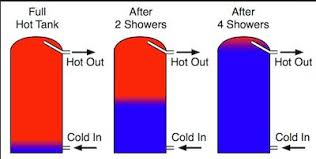 Full
Hot Tank
After
2 Showers
After
4 Showers
Hot Out
Hot Out
Hot Out
Cold In
Cold In
Cold In